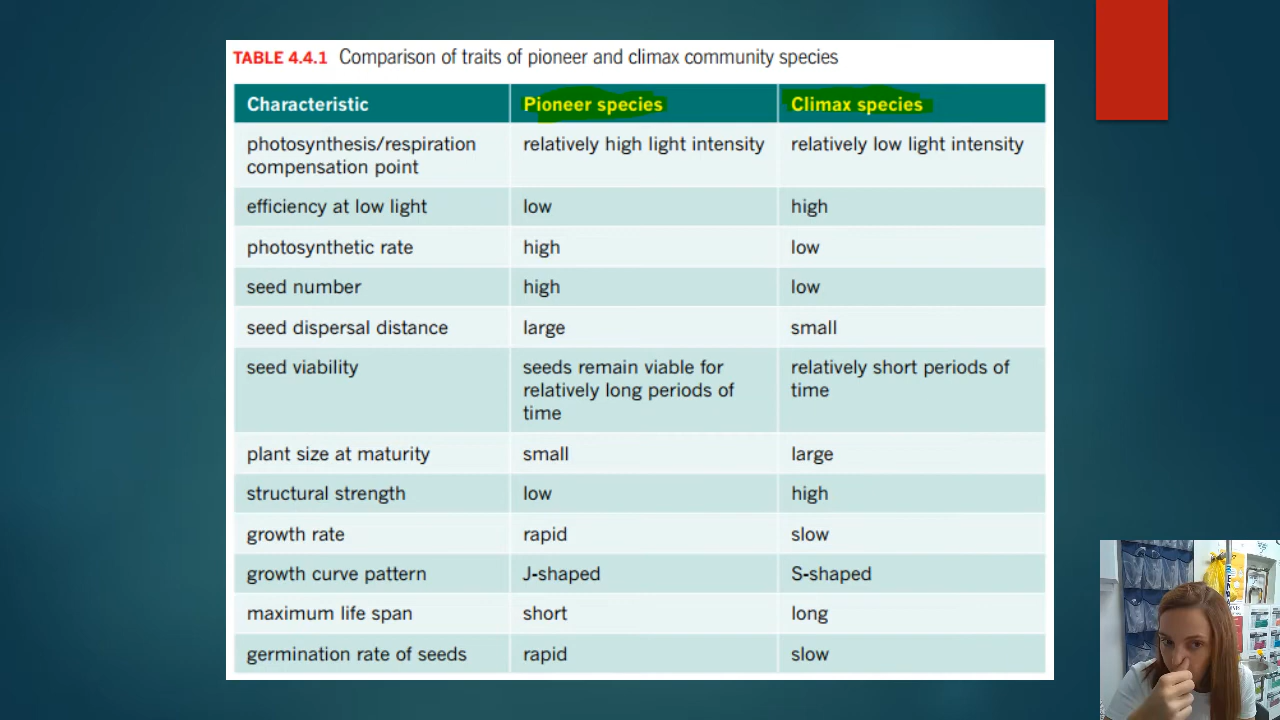 TABLE 4.4.1 Comparison of traits of pioneer and climax community species
Characteristic Pioneer species Climax species
photosynthesis/respiration relatively high light intensity relatively low light intensity
compensation point
efficiency at low light low high
photosynthetic rate high low
seed number high low
seed dispersal distance large small
seed viability seeds remain viable for relatively short periods of
relatively long periods of time
time
plant size at maturity small large
structural strength low high
growth rate rapid slow
growth curve pattern J-shaped S-shaped
maximum life span short long
germination rate of seeds rapid slow